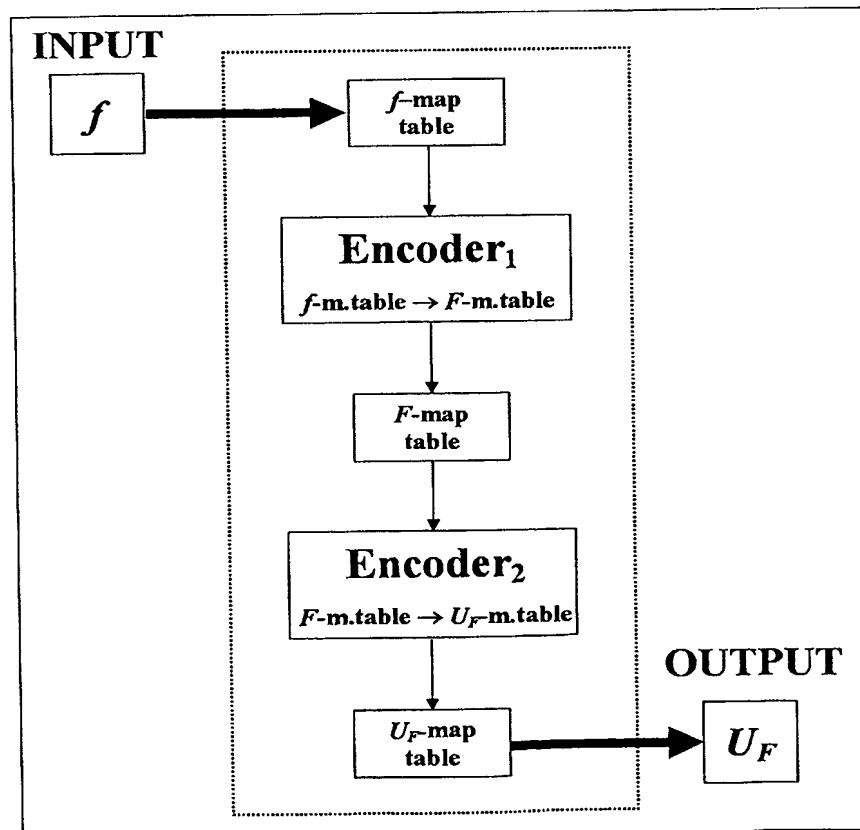 INPUT
f
f–map
table
Encoder₁
f-m.table → F-m.table
F-map
table
Encoder₂
F-m.table → U_F-m.table
OUTPUT
U_F-map
table
U_F